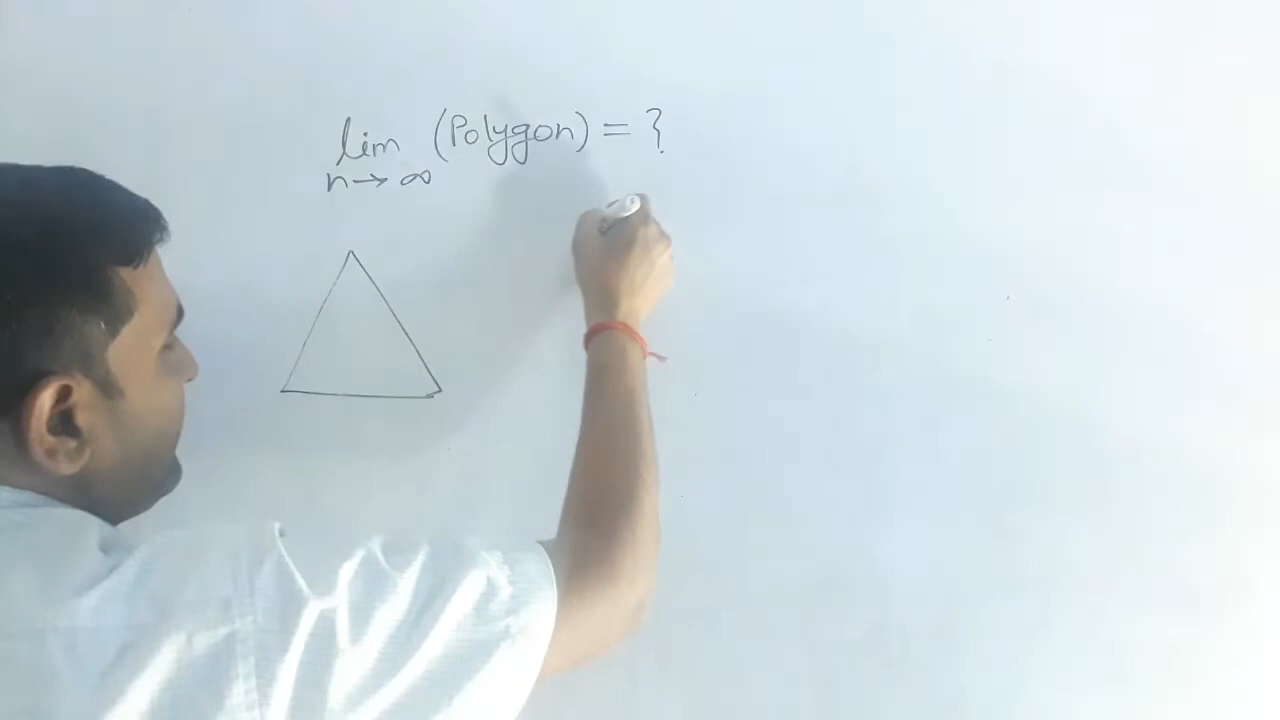 lim (Polygon) = ?
n→∞